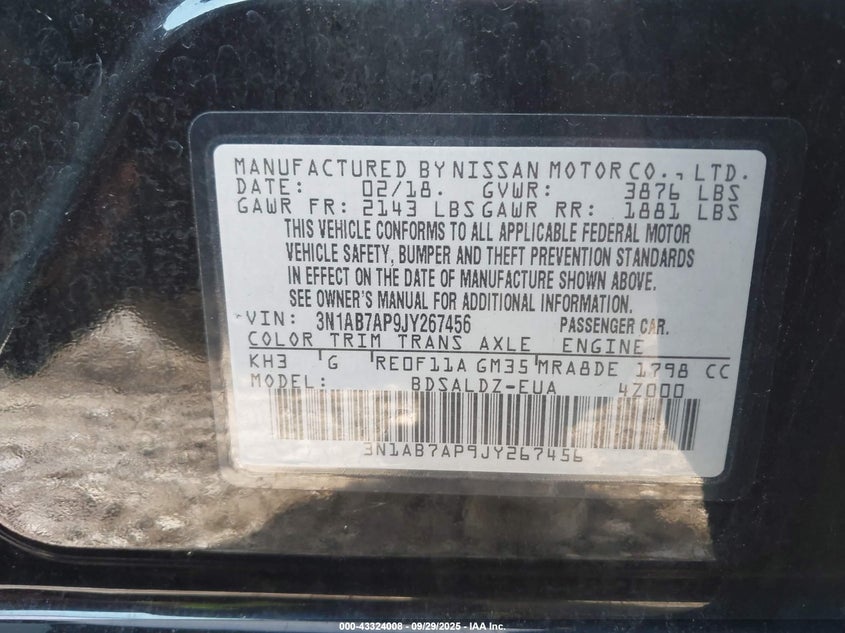 MANUFACTURED BY NISSAN MOTOR CO., LTD.
DATE: 02/18. GVWR: 3876 LBS
GAWR FR: 2143 LBS GAWR RR: 1881 LBS
THIS VEHICLE CONFORMS TO ALL APPLICABLE FEDERAL MOTOR
VEHICLE SAFETY, BUMPER AND THEFT PREVENTION STANDARDS
IN EFFECT ON THE DATE OF MANUFACTURE SHOWN ABOVE.
SEE OWNER'S MANUAL FOR ADDITIONAL INFORMATION.
VIN: 3N1AB7AP9JY267456 PASSENGER CAR.
COLOR TRIM TRANS AXLE ENGINE
KH3 G RE0F11A GM35 MRA8DE 1798 CC
MODEL: BDSALDZ-EUA 4Z000
3N1AB7AP9JY267456
000-43324008 - 09/29/2025 - IAA Inc.